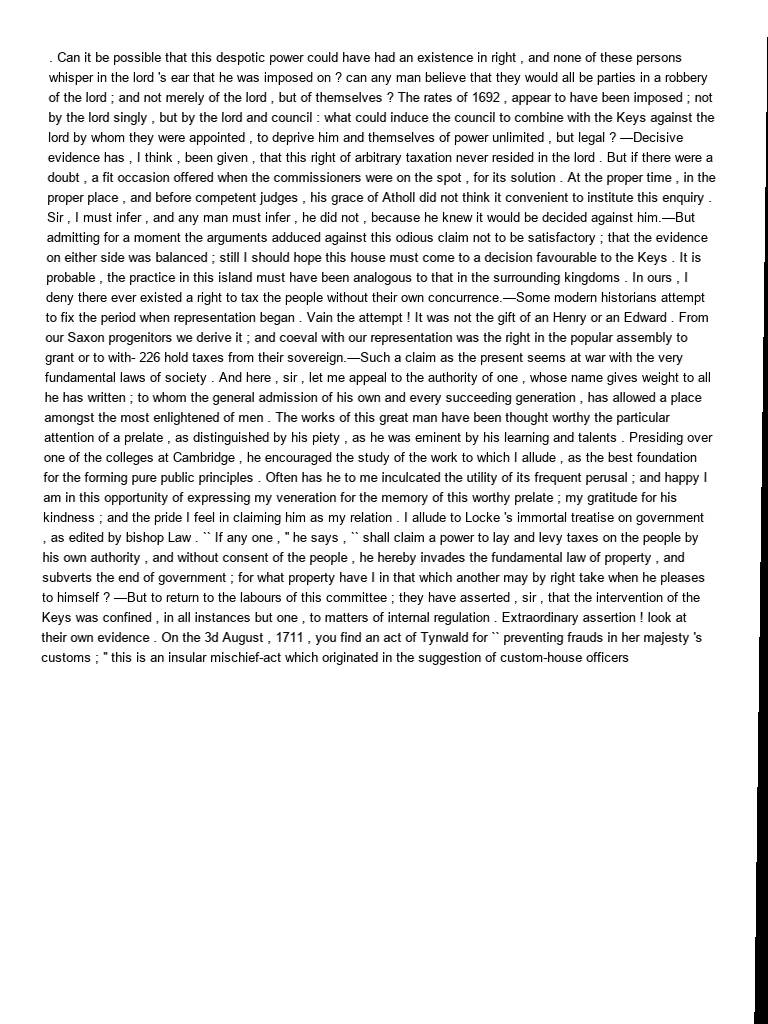 . Can it be possible that this despotic power could have had an existence in right , and none of these persons
whisper in the lord 's ear that he was imposed on ? can any man believe that they would all be parties in a robbery
of the lord ; and not merely of the lord , but of themselves ? The rates of 1692 , appear to have been imposed ; not
by the lord singly , but by the lord and council : what could induce the council to combine with the Keys against the
lord by whom they were appointed , to deprive him and themselves of power unlimited , but legal ? —Decisive
evidence has , I think , been given , that this right of arbitrary taxation never resided in the lord . But if there were a
doubt , a fit occasion offered when the commissioners were on the spot , for its solution . At the proper time , in the
proper place , and before competent judges , his grace of Atholl did not think it convenient to institute this enquiry .
Sir , I must infer , and any man must infer , he did not , because he knew it would be decided against him.—But
admitting for a moment the arguments adduced against this odious claim not to be satisfactory ; that the evidence
on either side was balanced ; still I should hope this house must come to a decision favourable to the Keys . It is
probable , the practice in this island must have been analogous to that in the surrounding kingdoms . In ours , I
deny there ever existed a right to tax the people without their own concurrence.—Some modern historians attempt
to fix the period when representation began . Vain the attempt ! It was not the gift of an Henry or an Edward . From
our Saxon progenitors we derive it ; and coeval with our representation was the right in the popular assembly to
grant or to with- 226 hold taxes from their sovereign.—Such a claim as the present seems at war with the very
fundamental laws of society . And here , sir , let me appeal to the authority of one , whose name gives weight to all
he has written ; to whom the general admission of his own and every succeeding generation , has allowed a place
amongst the most enlightened of men . The works of this great man have been thought worthy the particular
attention of a prelate , as distinguished by his piety , as he was eminent by his learning and talents . Presiding over
one of the colleges at Cambridge , he encouraged the study of the work to which I allude , as the best foundation
for the forming pure public principles . Often has he to me inculcated the utility of its frequent perusal ; and happy I
am in this opportunity of expressing my veneration for the memory of this worthy prelate ; my gratitude for his
kindness ; and the pride I feel in claiming him as my relation . I allude to Locke 's immortal treatise on government
, as edited by bishop Law . `` If any one , " he says , `` shall claim a power to lay and levy taxes on the people by
his own authority , and without consent of the people , he hereby invades the fundamental law of property , and
subverts the end of government ; for what property have I in that which another may by right take when he pleases
to himself ? —But to return to the labours of this committee ; they have asserted , sir , that the intervention of the
Keys was confined , in all instances but one , to matters of internal regulation . Extraordinary assertion ! look at
their own evidence . On the 3d August , 1711 , you find an act of Tynwald for `` preventing frauds in her majesty 's
customs ; " this is an insular mischief-act which originated in the suggestion of custom-house officers